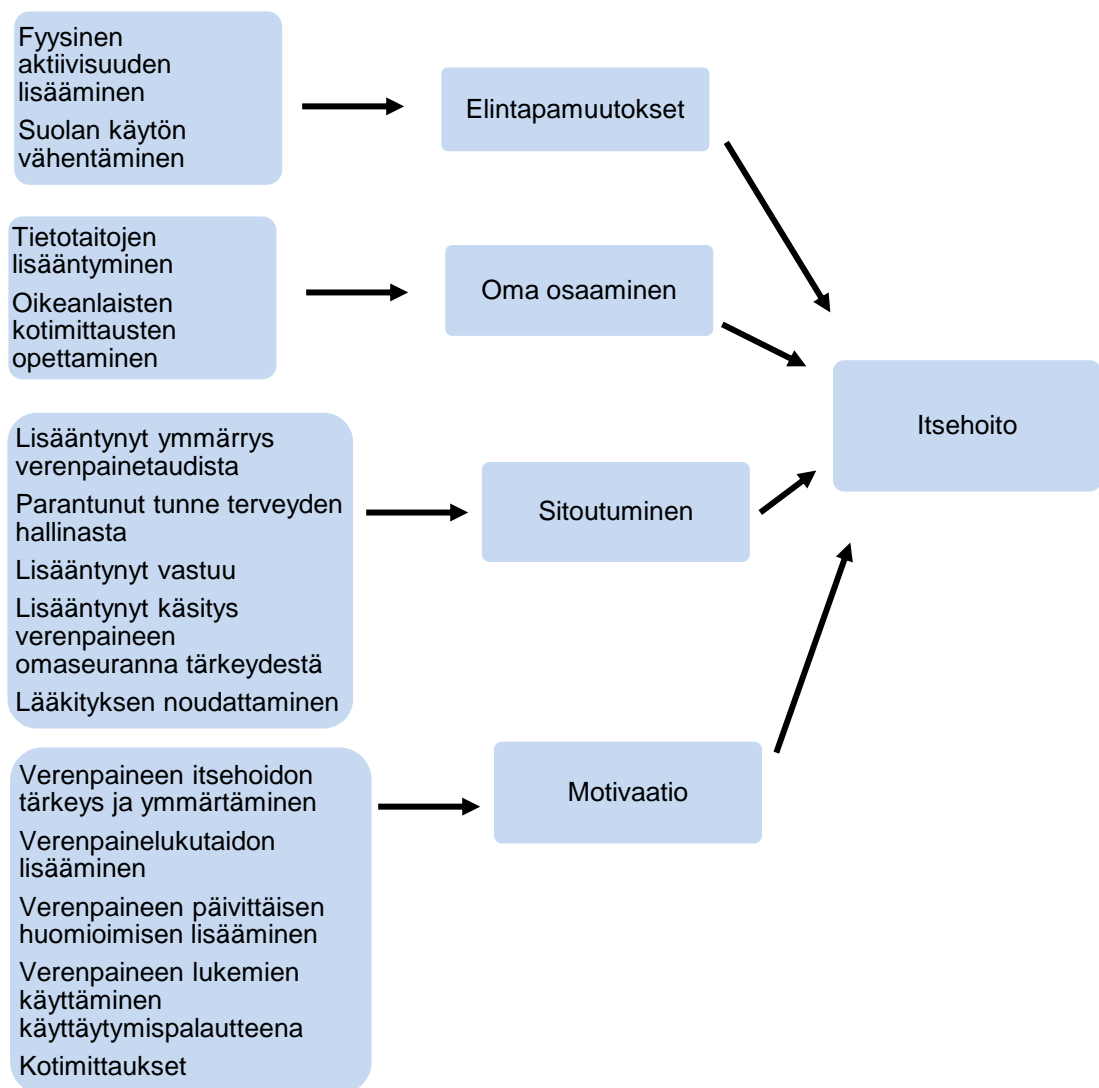 Fyysinen
aktiivisuuden
lisääminen
Suolan käytön
vähentäminen
Elintapamuutokset
Tietotaitojen
lisääntyminen
Oikeanlaisten
kotimittausten
opettaminen
Oma osaaminen
Itsehoito
Lisääntynyt ymmärrys
verenpainetaudista
Parantunut tunne terveyden
hallinasta
Lisääntynyt vastuu
Lisääntynyt käsitys
verenpaineen
omaseuranna tärkeydestä
Lääkityksen noudattaminen
Sitoutuminen
Verenpaineen itsehoidon
tärkeys ja ymmärtäminen
Verenpainelukutaidon
lisääminen
Verenpaineen päivittäisen
huomioimisen lisääminen
Verenpaineen lukemien
käyttäminen
käyttäytymispalautteena
Kotimittaukset
Motivaatio